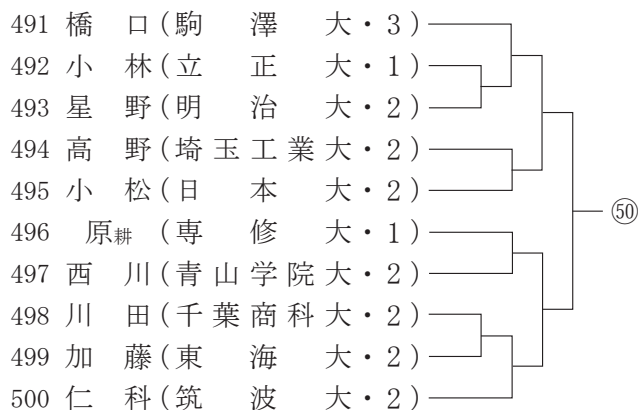 491 橋口(駒澤大・3)
492 小林(立正大・1)
493 星野(明治大・2)
494 高野(埼玉工業大・2)
495 小松(日本大・2)
496 原耕(専修大・1)
497 西川(青山学院大・2)
498 川田(千葉商科大・2)
499 加藤(東海大・2)
500 仁科(筑波大・2)
㊿